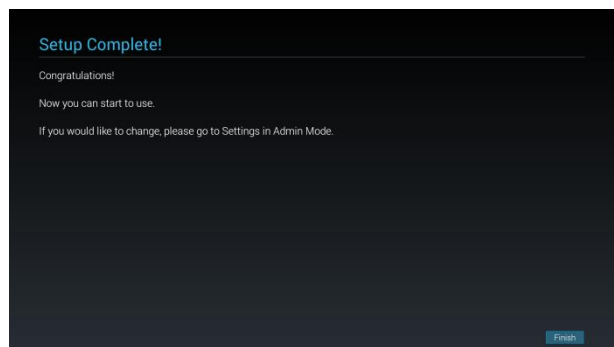 Setup Complete!
Congratulations!
Now you can start to use.
If you would like to change, please go to Settings in Admin Mode.
Finish